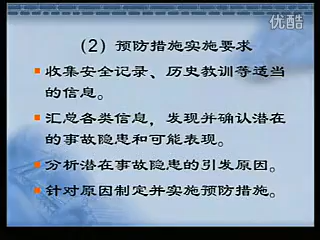 优酷
（2）预防措施实施要求
收集安全记录、历史教训等适当
的信息。
汇总各类信息，发现并确认潜在
的事故隐患和可能表现。
分析潜在事故隐患的引发原因。
针对原因制定并实施预防措施。